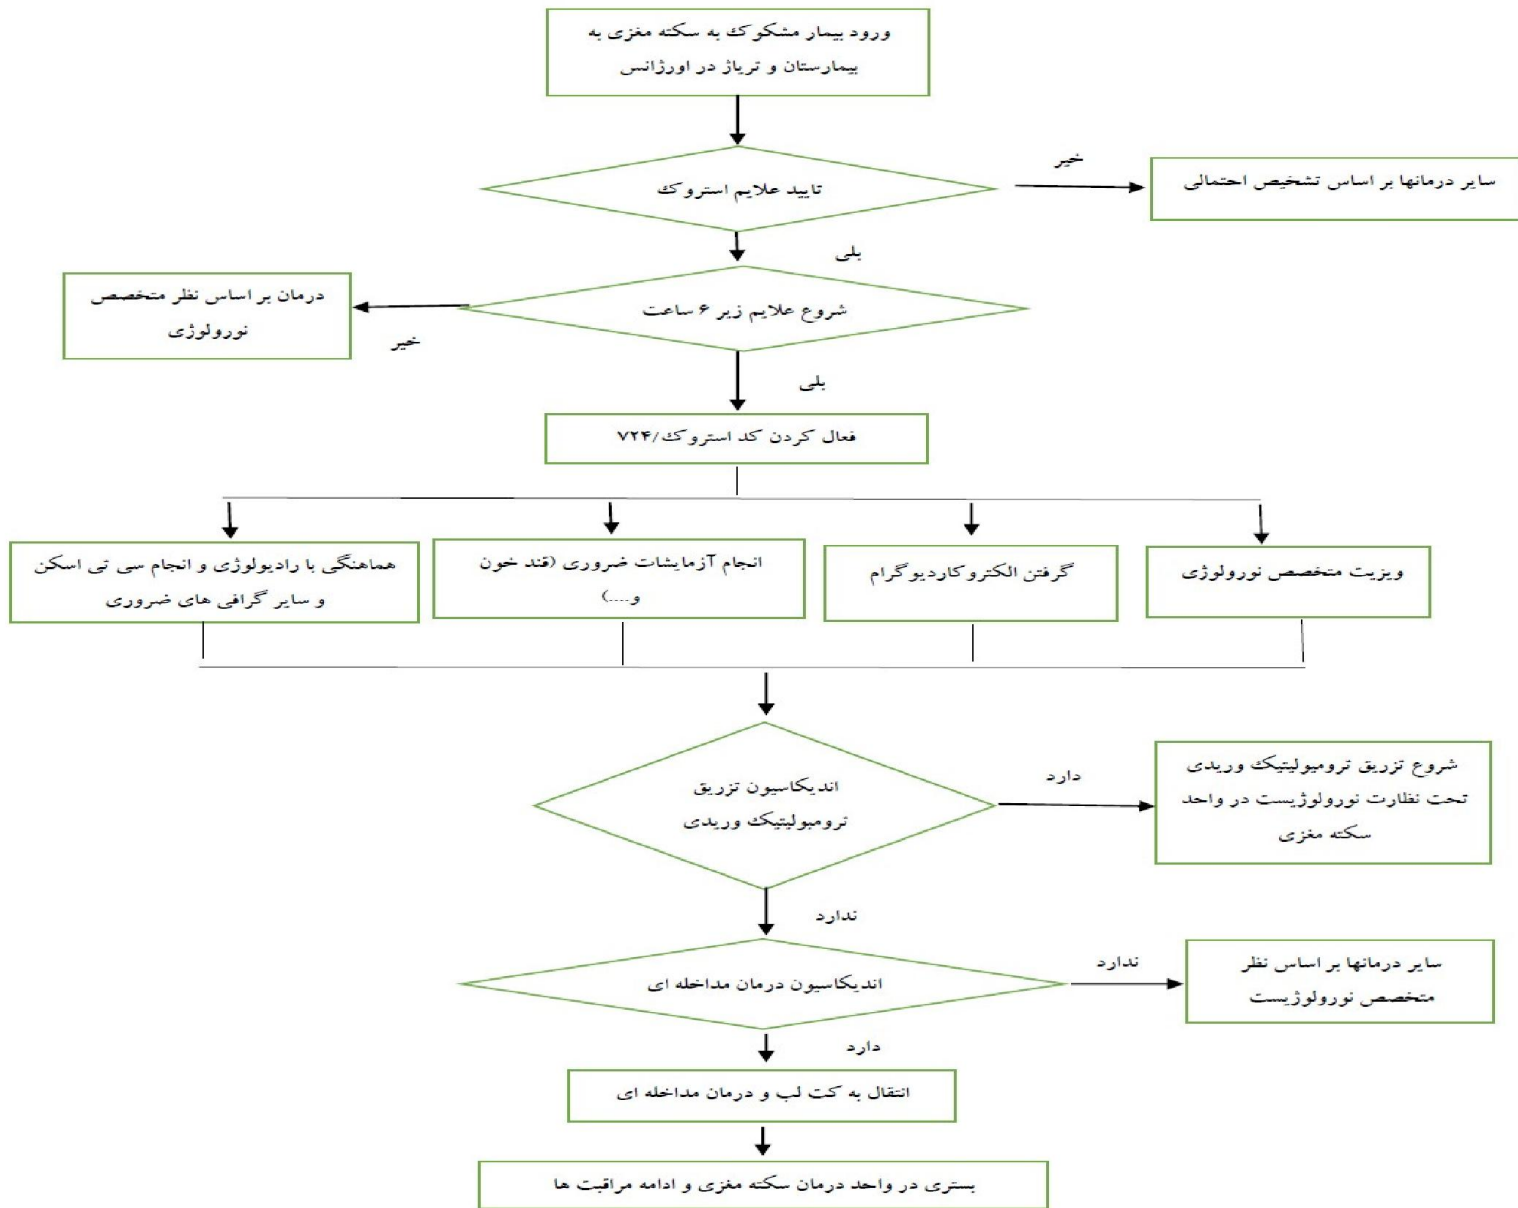 ورود بیمار مشکوک به سکته مغزی به
بیمارستان و تریاژ در اورژانس
تایید علایم استروک
خیر
سایر درمانها بر اساس تشخیص احتمالی
بلی
شروع علایم زیر ۶ ساعت
درمان بر اساس نظر متخصص
نورولوژی
خیر
بلی
فعال کردن کد استروک/۷۲۴
ویزیت متخصص نورولوژی
گرفتن الکتروکاردیوگرام
انجام آزمایشات ضروری (قند خون
و....)
هماهنگی با رادیولوژی و انجام سی تی اسکن
و سایر گرافی های ضروری
اندیکاسیون تزریق
ترومبولیتیک وریدی
دارد
شروع تزریق ترومبولیتیک وریدی
تحت نظارت نورولوژیست در واحد
سکته مغزی
ندارد
اندیکاسیون درمان مداخله ای
ندارد
سایر درمانها بر اساس نظر
متخصص نورولوژیست
دارد
انتقال به کت لب و درمان مداخله ای
بستری در واحد درمان سکته مغزی و ادامه مراقبت ها